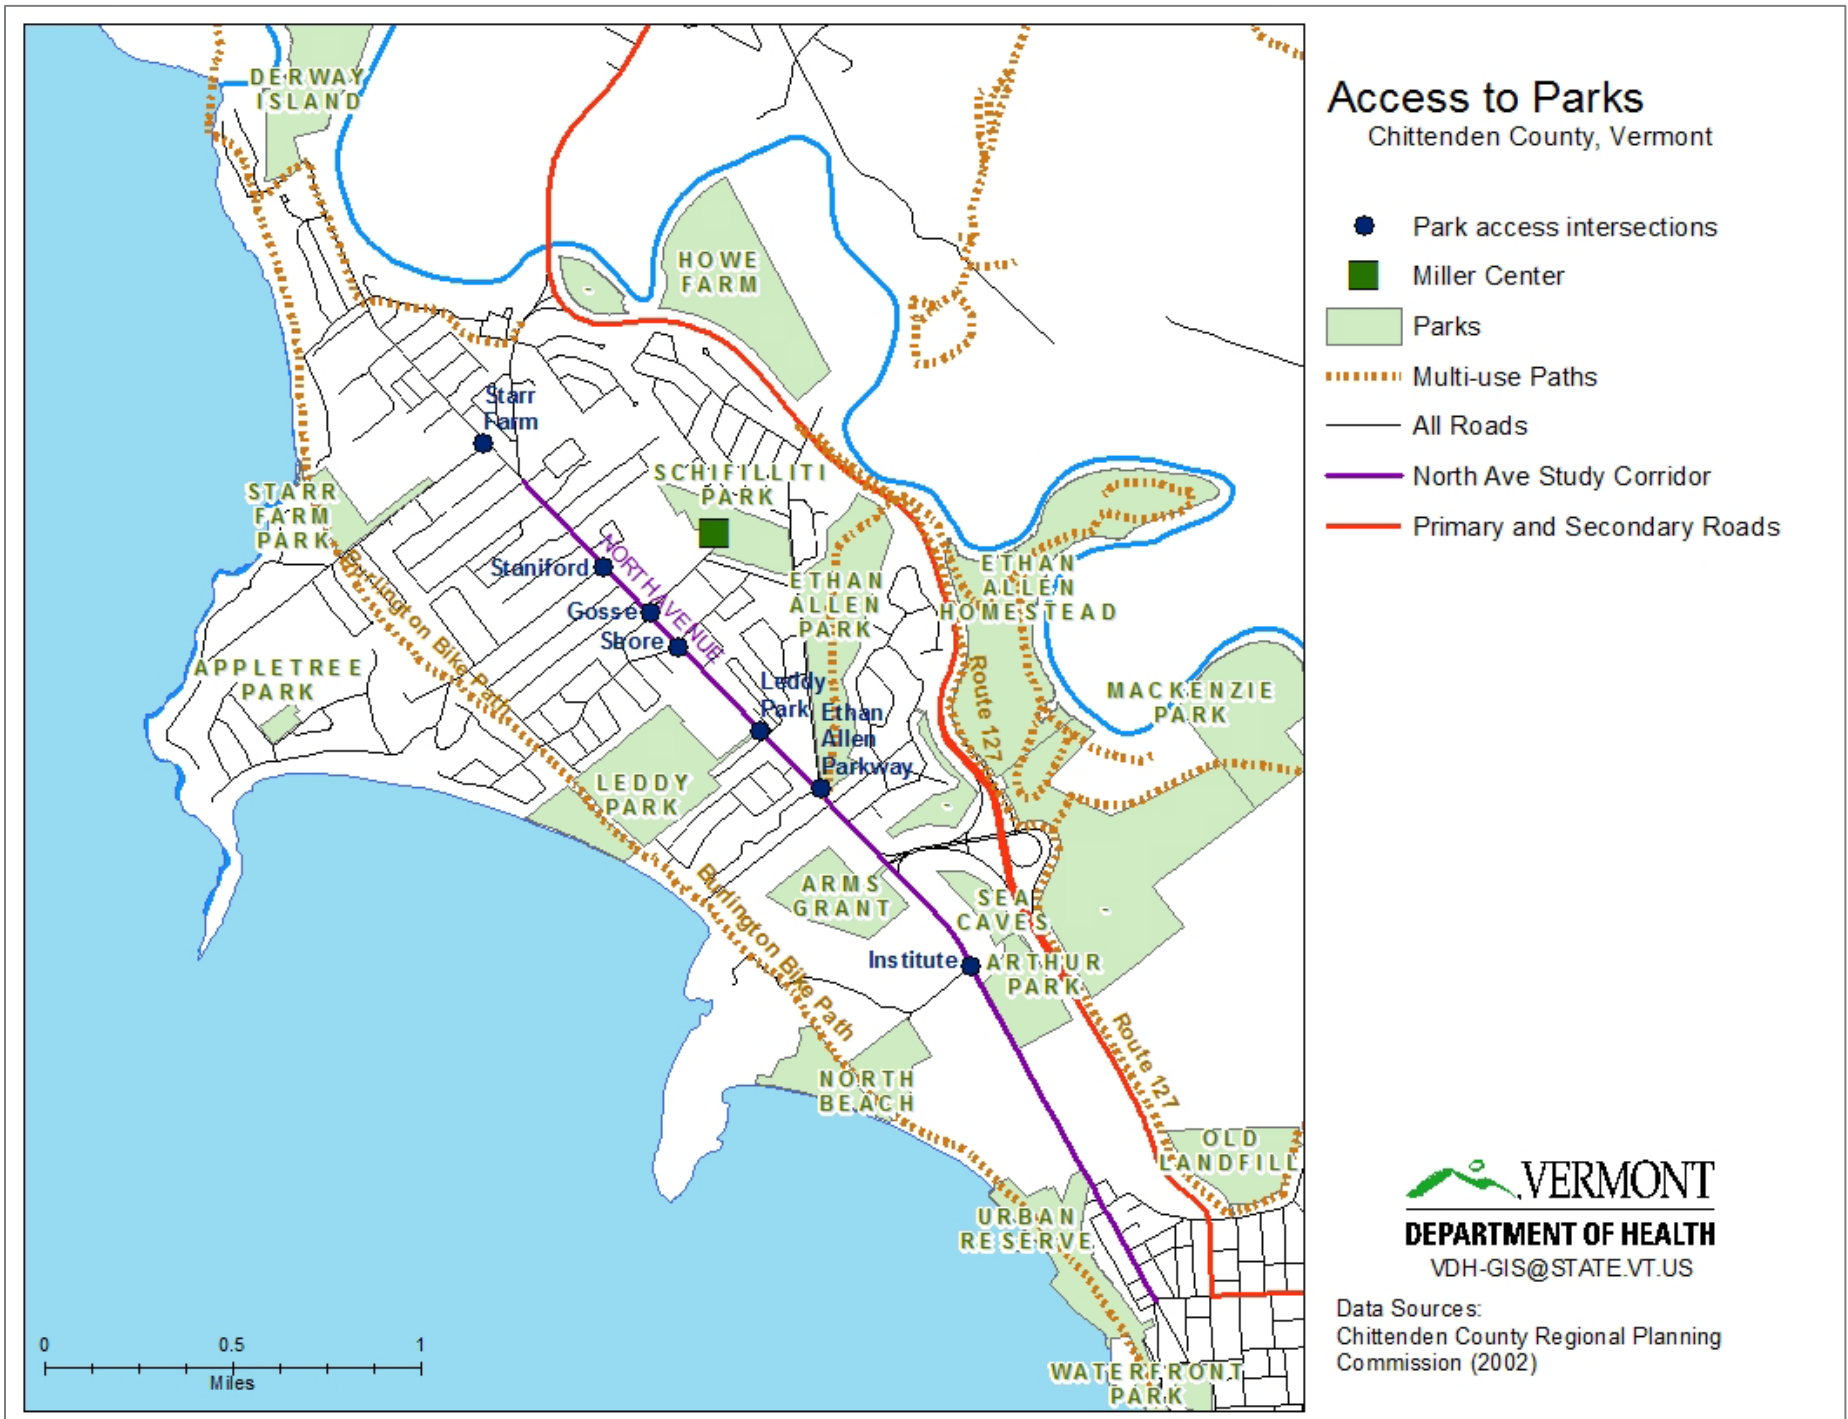 Access to Parks
Chittenden County, Vermont
Park access intersections
Miller Center
Parks
Multi-use Paths
All Roads
North Ave Study Corridor
Primary and Secondary Roads
DERWAY
ISLAND
HOWE
FARM
Starr
Farm
SCHIFILLITI
PARK
STARR
FARM
PARK
Staniford
NORTH AVENUE
Gosse
Shore
ETHAN
ALLEN
PARK
ETHAN
ALLEN
HOMESTEAD
Burlington Bike Path
APPLETREE
PARK
Leddy
Park
Ethan
Allen
Parkway
Route 127
MACKENZIE
PARK
LEDDY
PARK
ARMS
GRANT
SEA
CAVES
Burlington Bike Path
Institute
ARTHUR
PARK
NORTH
BEACH
Route 127
OLD
LANDFILL
URBAN
RESERVE
WATERFRONT
PARK
0 0.5 1
Miles
VERMONT
DEPARTMENT OF HEALTH
VDH-GIS@STATE.VT.US
Data Sources:
Chittenden County Regional Planning
Commission (2002)